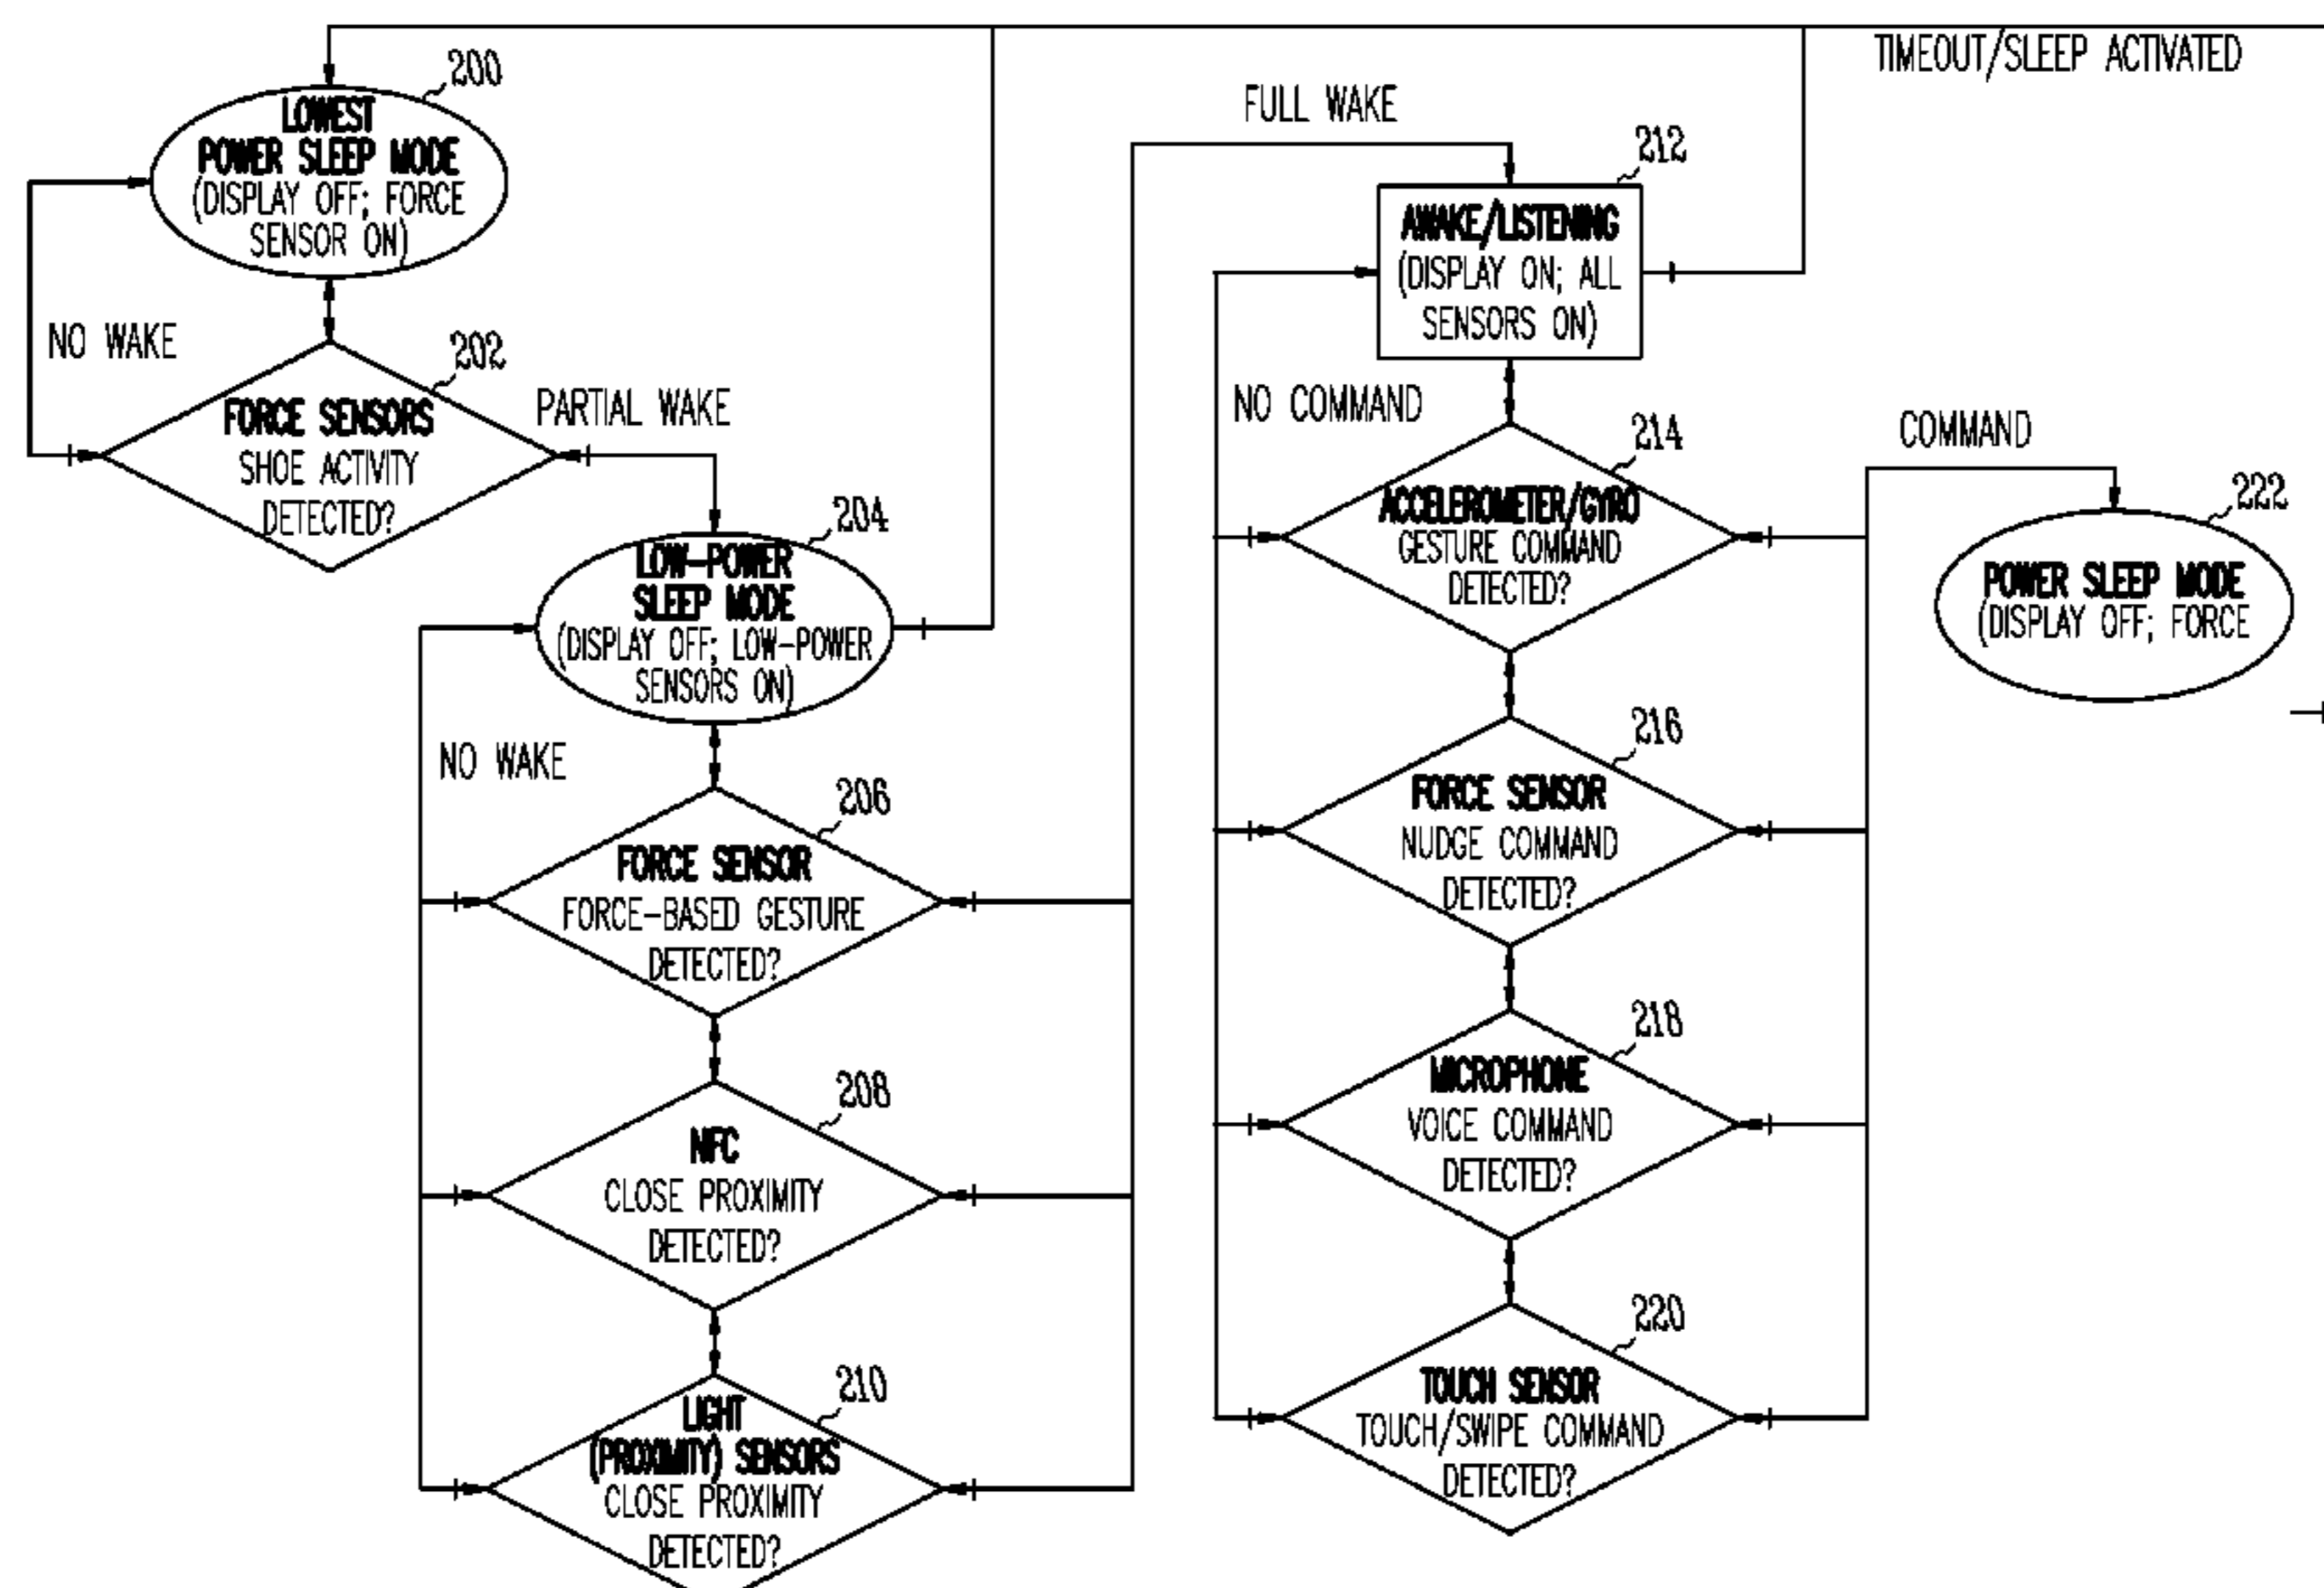 TIMEOUT/SLEEP ACTIVATED
200
LOWEST
POWER SLEEP MODE
(DISPLAY OFF; FORCE
SENSOR ON)
NO WAKE
202
FORCE SENSORS
SHOE ACTIVITY
DETECTED?
PARTIAL WAKE
204
LOW-POWER
SLEEP MODE
(DISPLAY OFF; LOW-POWER
SENSORS ON)
NO WAKE
206
FORCE SENSOR
FORCE-BASED GESTURE
DETECTED?
208
NFC
CLOSE PROXIMITY
DETECTED?
210
LIGHT
(PROXIMITY) SENSORS
CLOSE PROXIMITY
DETECTED?
FULL WAKE
212
AWAKE/LISTENING
(DISPLAY ON; ALL
SENSORS ON)
NO COMMAND
214
ACCELEROMETER/GYRO
GESTURE COMMAND
DETECTED?
216
FORCE SENSOR
NUDGE COMMAND
DETECTED?
218
MICROPHONE
VOICE COMMAND
DETECTED?
220
TOUCH SENSOR
TOUCH/SWIPE COMMAND
DETECTED?
COMMAND
222
POWER SLEEP MODE
(DISPLAY OFF; FORCE